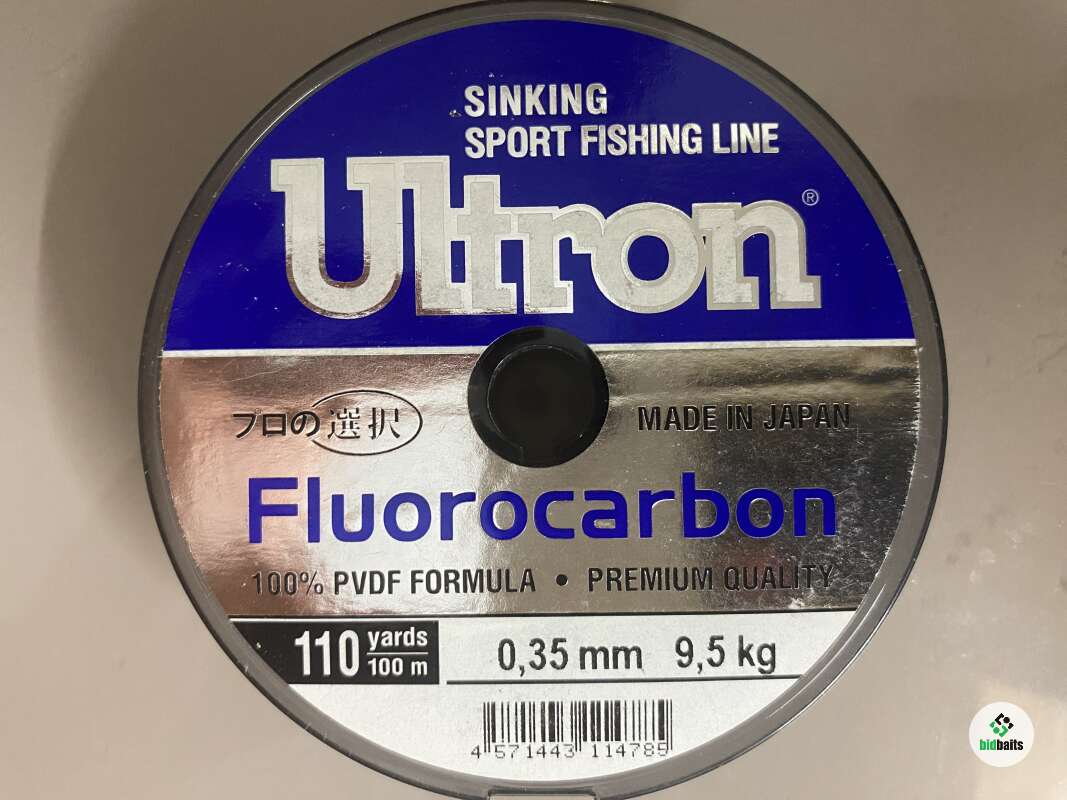 SINKING
SPORT FISHING LINE
Ultron®
プロの選択
MADE IN JAPAN
Fluorocarbon
100% PVDF FORMULA • PREMIUM QUALITY
110 yards
100 m
0,35 mm 9,5 kg
4 571443 114785
bidbaits